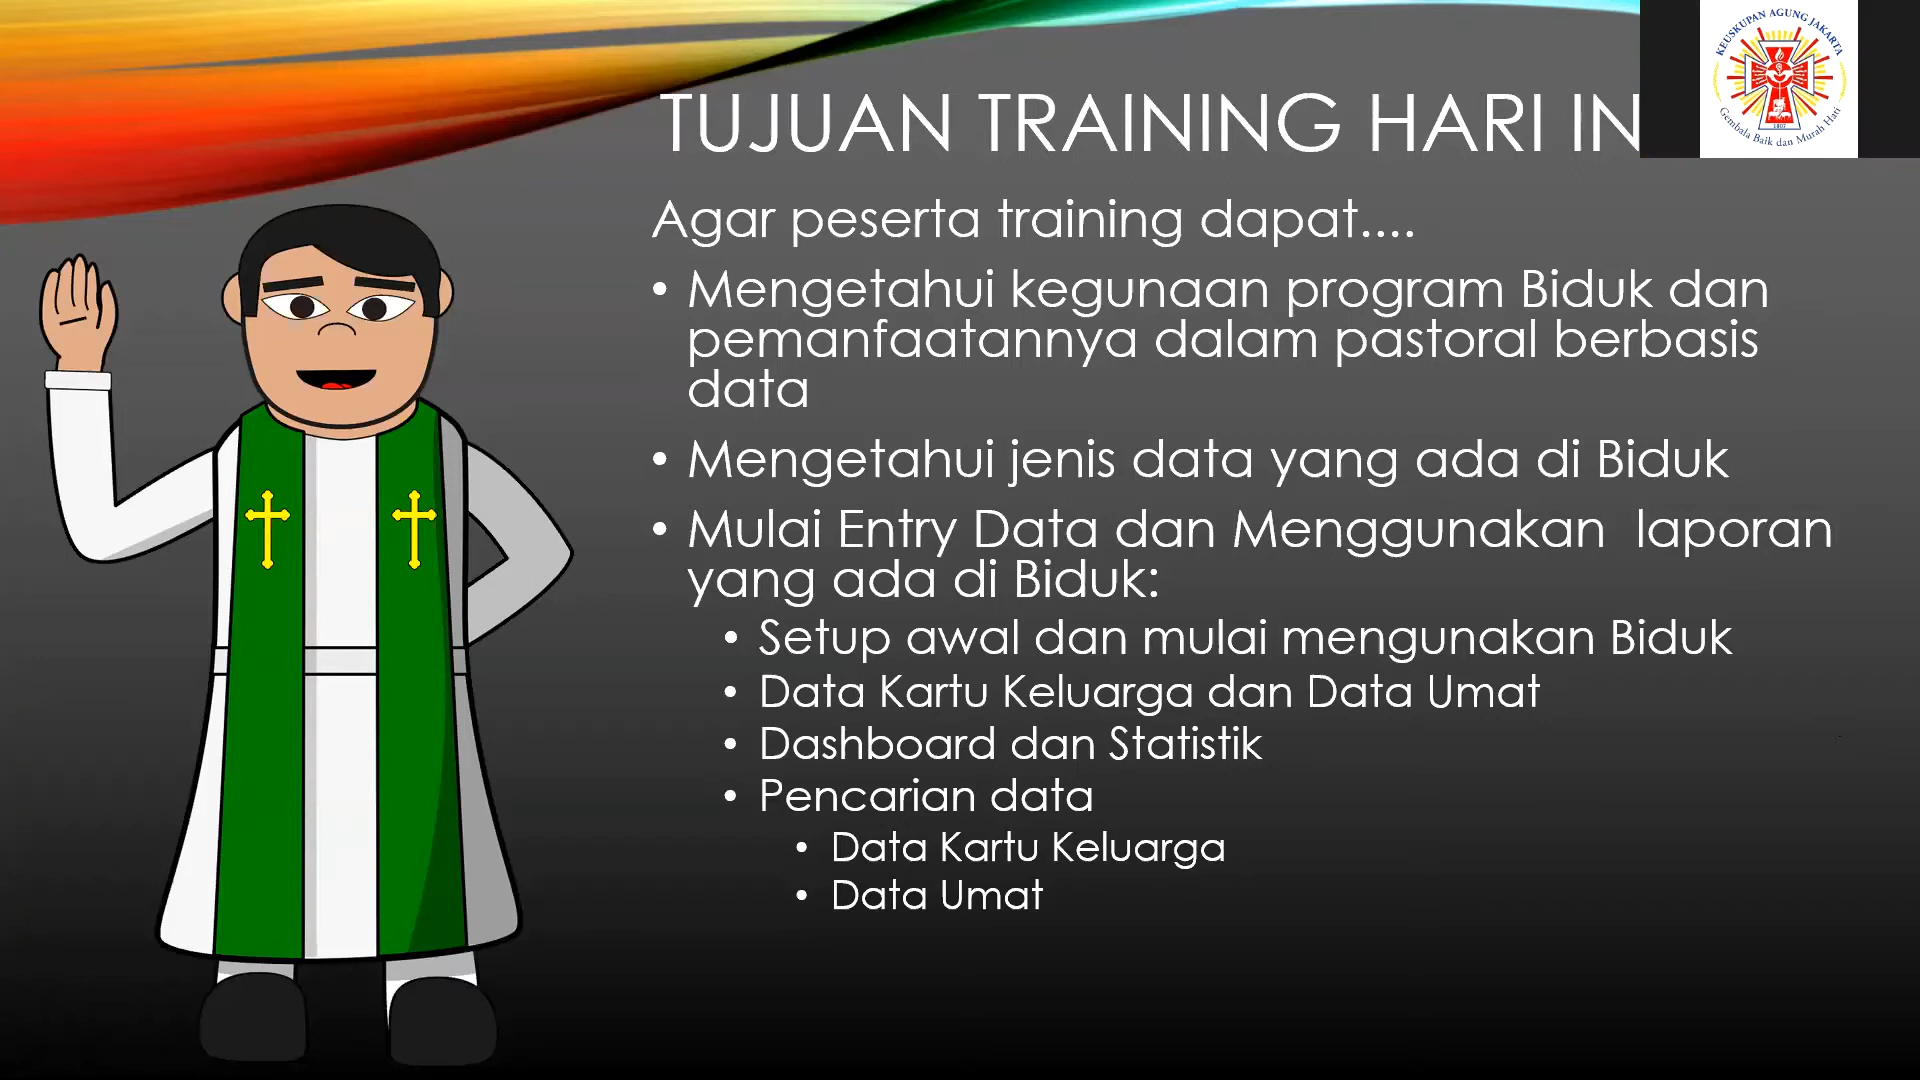 KEUSKUPAN AGUNG JAKARTA
1807
Gembala Baik dan Murah Hati
TUJUAN TRAINING HARI IN
Agar peserta training dapat....
• Mengetahui kegunaan program Biduk dan
pemanfaatannya dalam pastoral berbasis
data
• Mengetahui jenis data yang ada di Biduk
• Mulai Entry Data dan Menggunakan  laporan
yang ada di Biduk:
• Setup awal dan mulai mengunakan Biduk
• Data Kartu Keluarga dan Data Umat
• Dashboard dan Statistik
• Pencarian data
• Data Kartu Keluarga
• Data Umat